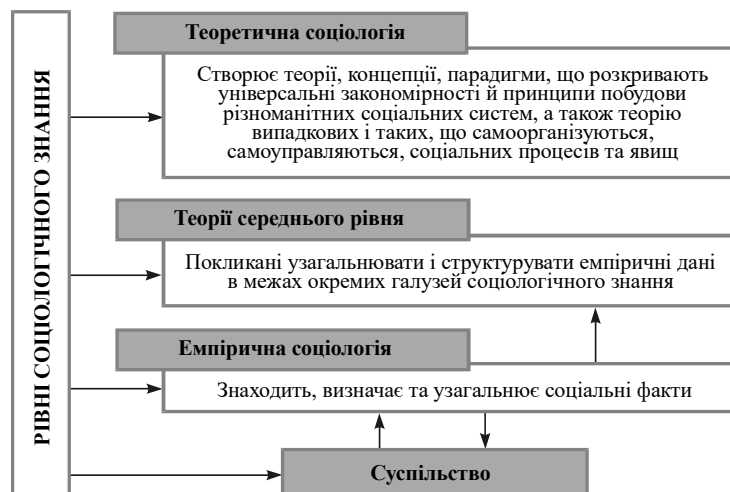 РІВНІ СОЦІОЛОГІЧНОГО ЗНАННЯ
Теоретична соціологія
Створює теорії, концепції, парадигми, що розкривають
універсальні закономірності й принципи побудови
різноманітних соціальних систем, а також теорію
випадкових і таких, що самоорганізуються,
самоуправляються, соціальних процесів та явищ
Теорії середнього рівня
Покликані узагальнювати і структурувати емпіричні дані
в межах окремих галузей соціологічного знання
Емпірична соціологія
Знаходить, визначає та узагальнює соціальні факти
Суспільство